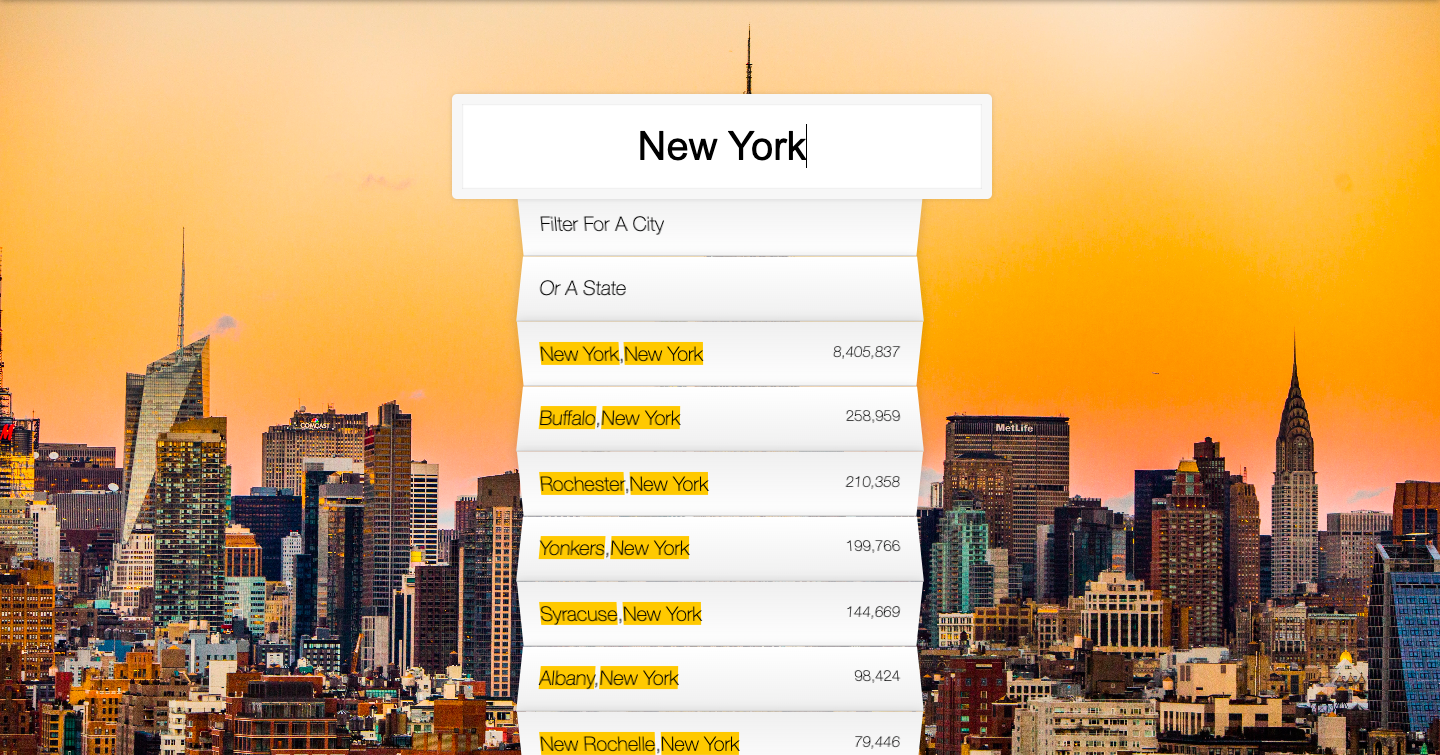 New York
Filter For A City
Or A State
New York,New York 8,405,837
COMCAST
Buffalo,New York 258,959
MetLife
Rochester,New York 210,358
Yonkers,New York 199,766
Syracuse,New York 144,669
Albany,New York 98,424
New Rochelle,New York 79,446